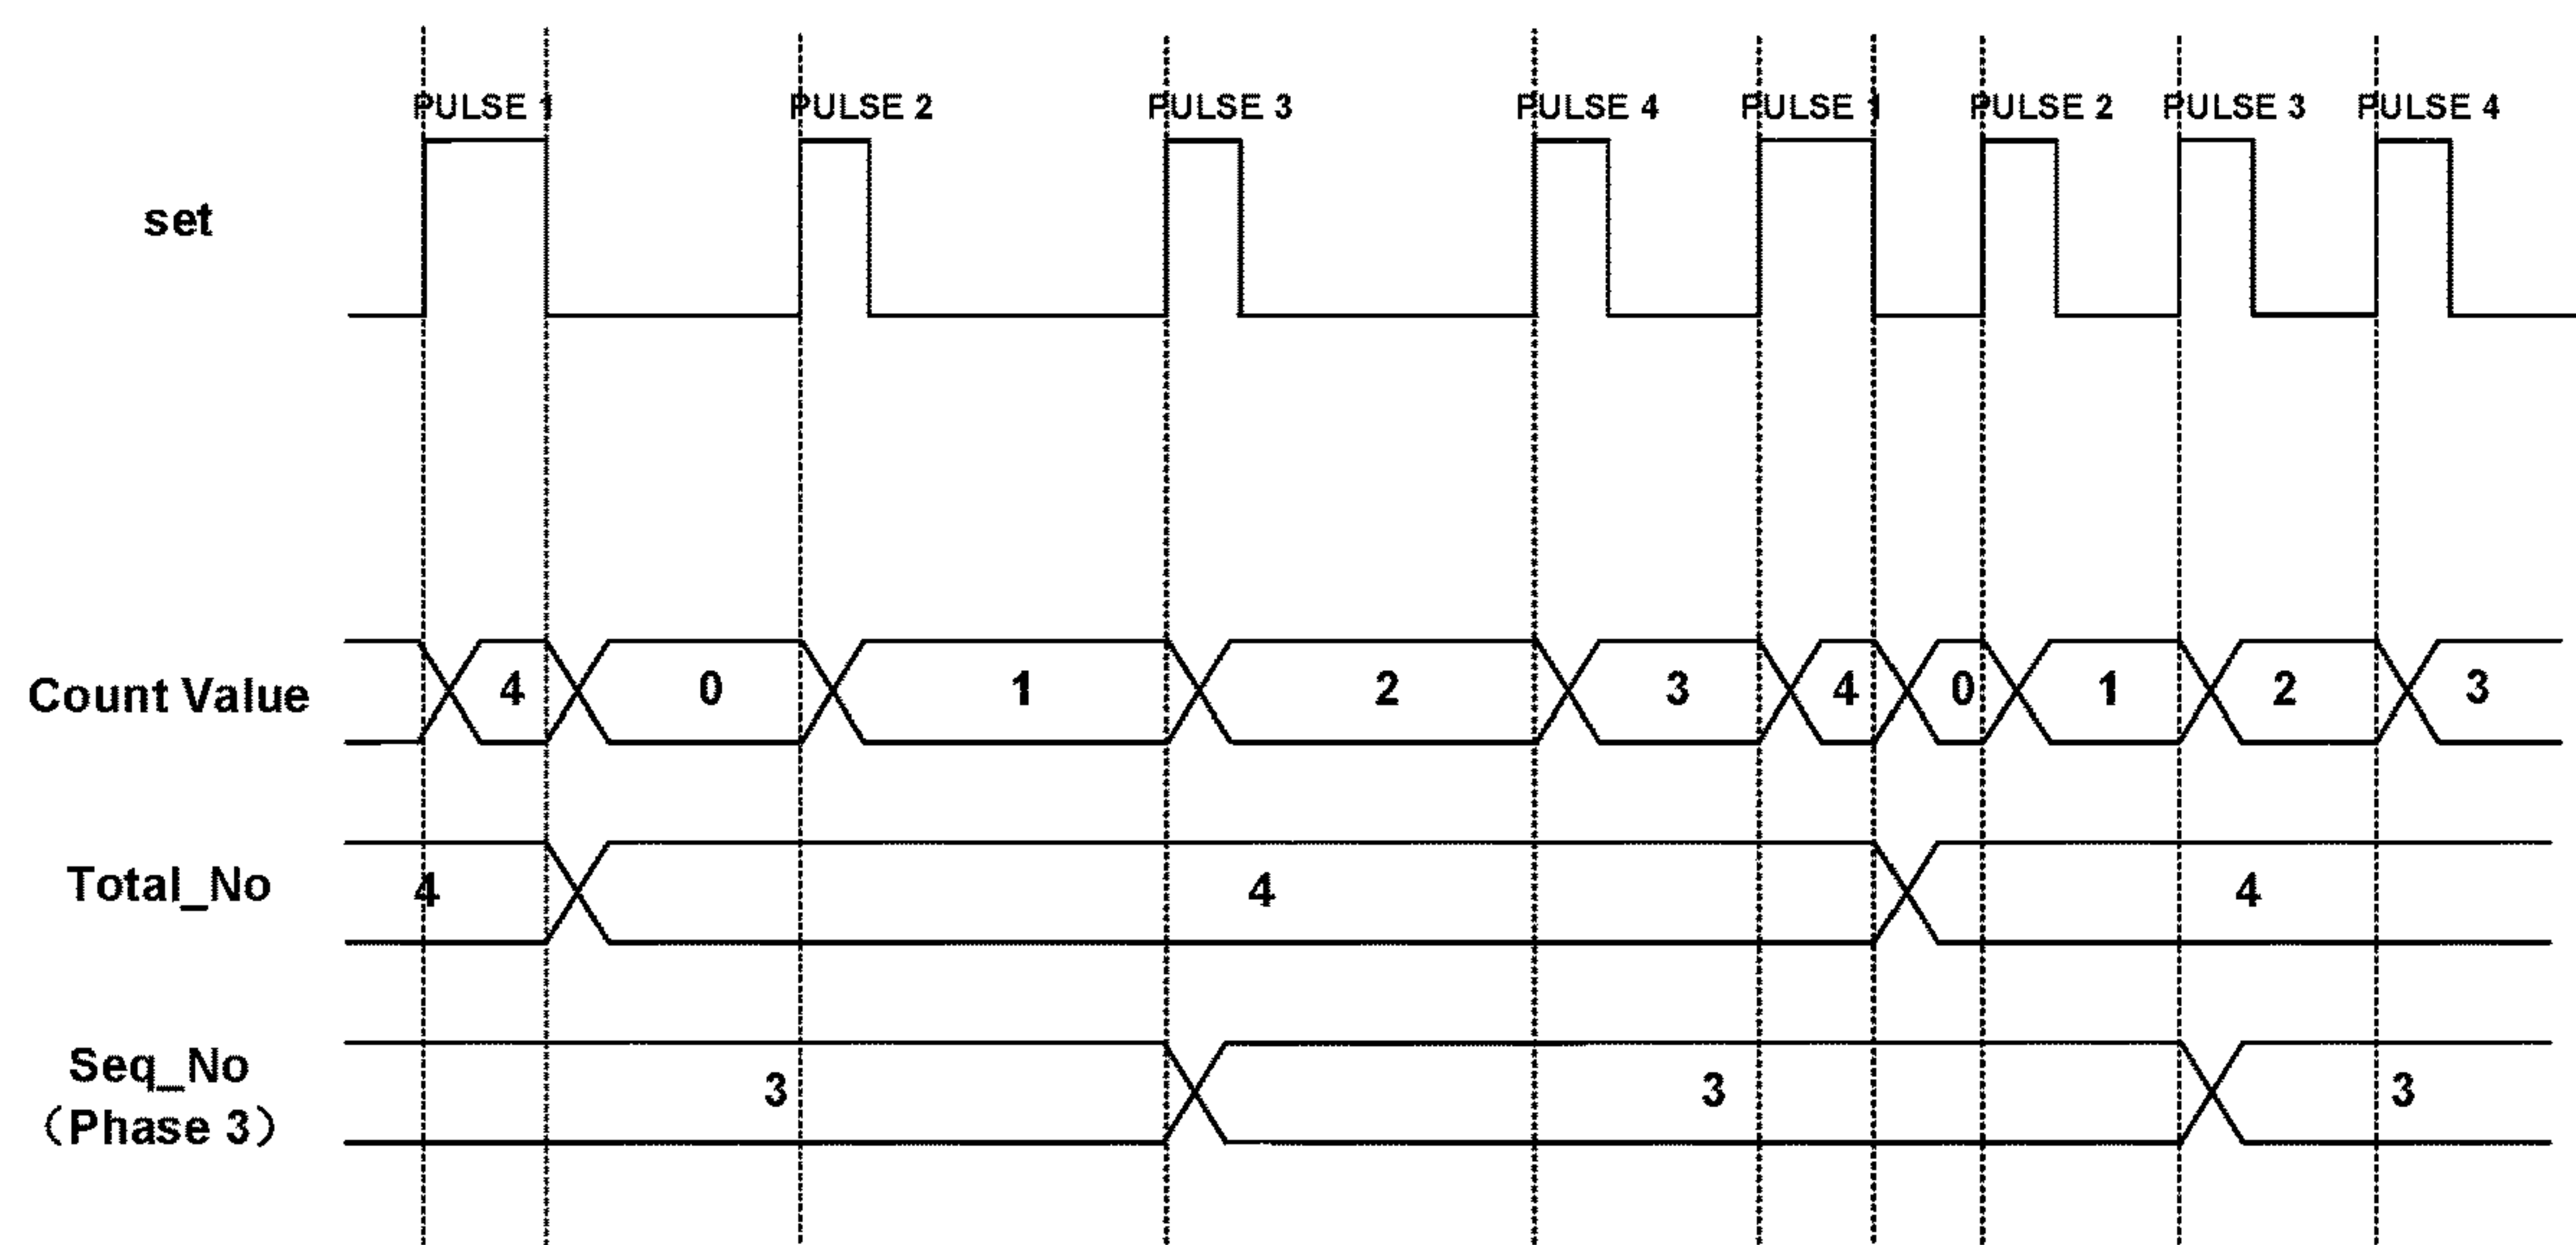 PULSE 1 PULSE 2 PULSE 3 PULSE 4 PULSE 1 PULSE 2 PULSE 3 PULSE 4
set
Count Value 4 0 1 2 3 4 0 1 2 3
Total_No 4 4 4
Seq_No
（Phase 3） 3 3 3